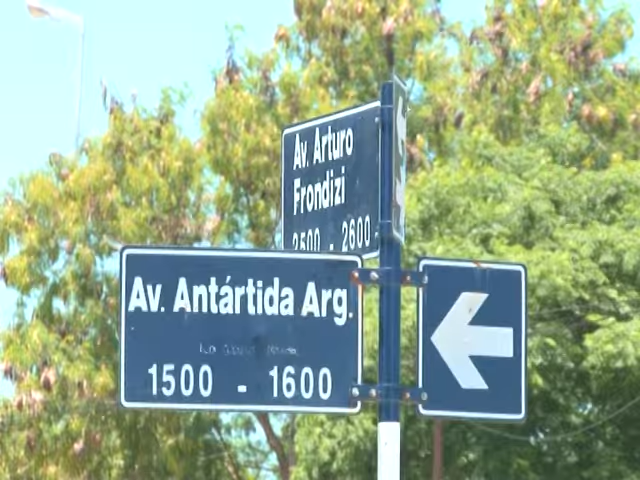 Av. Arturo
Frondizi
2500 - 2600
Av. Antártida Arg.
1500 - 1600